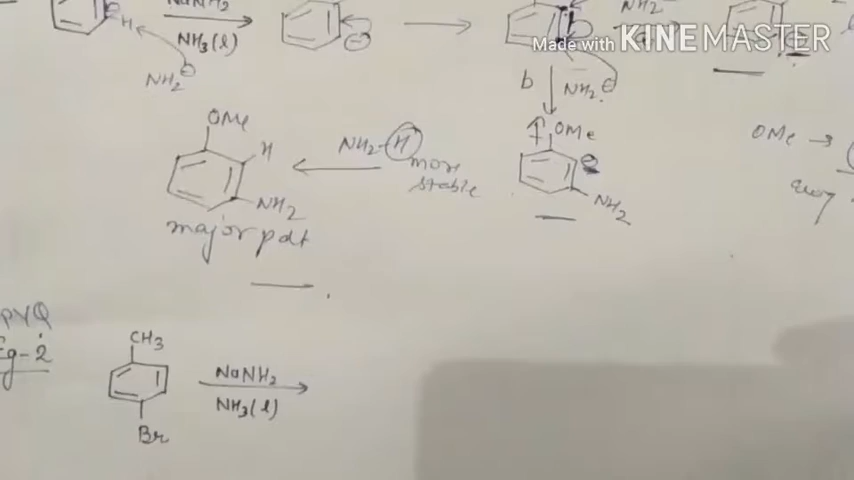 NaNH2
H
NH3(l)
NH2⊖
⊖
NH2
Made with KINEMASTER
b
NH2⊖
OMe
H
NH2-H
more
stable
NH2
major pdt
OMe
⊖
NH2
OMe →
PYQ
Eg-2
CH3
NaNH2
NH3(l)
Br